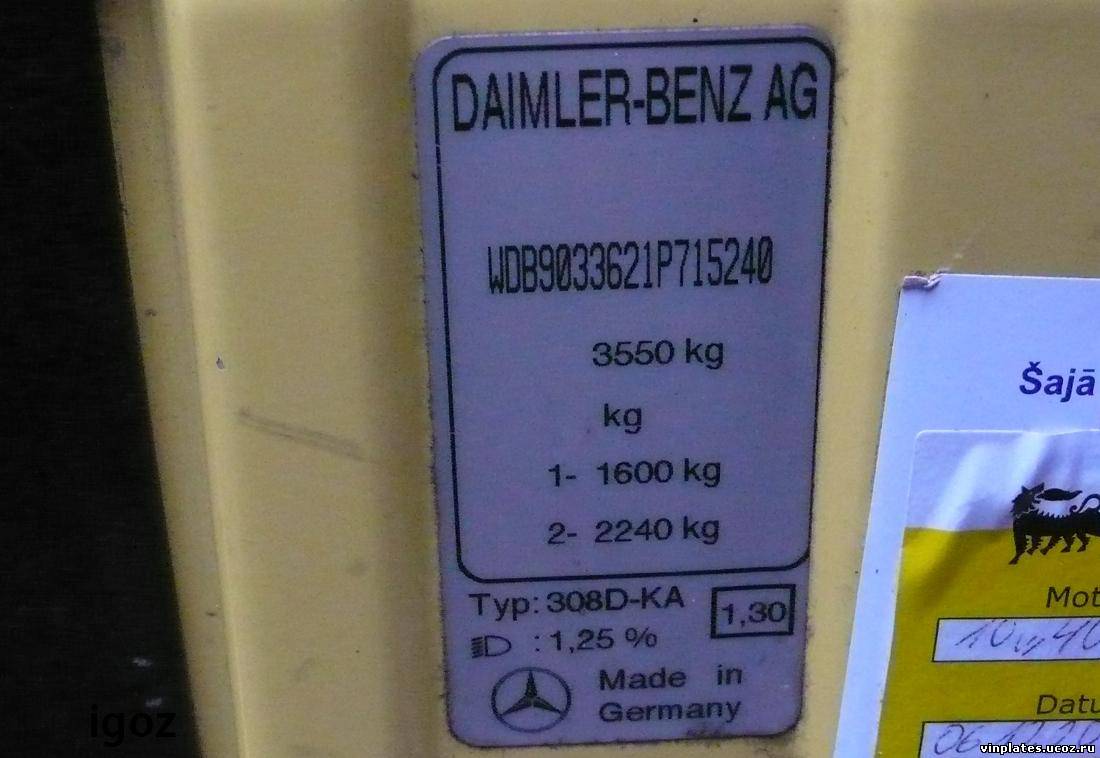 DAIMLER-BENZ AG
WDB9033621P715240
3550 kg
kg
1- 1600 kg
2- 2240 kg
Typ: 308D-KA
1,30
: 1,25 %
Made in
Germany
Šajā
Mot
Datu
igoz
vinplates.ucoz.ru